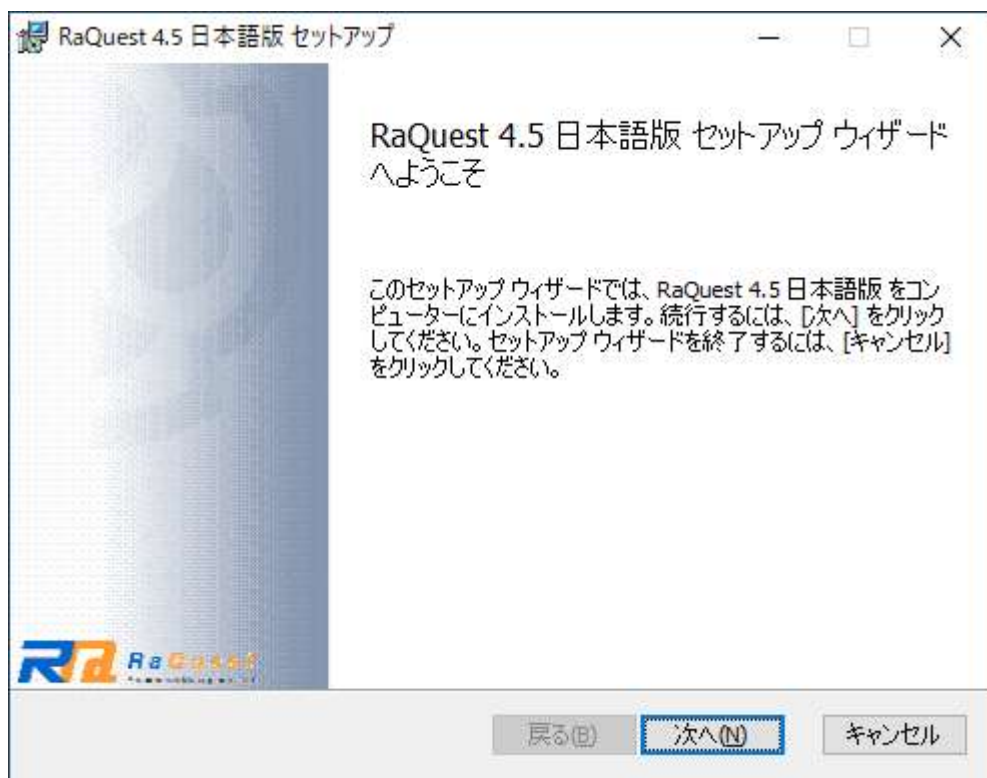 RaQuest 4.5 日本語版 セットアップ
RaQuest 4.5 日本語版 セットアップ ウィザード
へようこそ
このセットアップ ウィザードでは、RaQuest 4.5 日本語版 をコン
ピューターにインストールします。続行するには、[次へ] をクリック
してください。セットアップ ウィザードを終了するには、[キャンセル]
をクリックしてください。
Ra RaQuest
戻る(B) 次へ(N) キャンセル